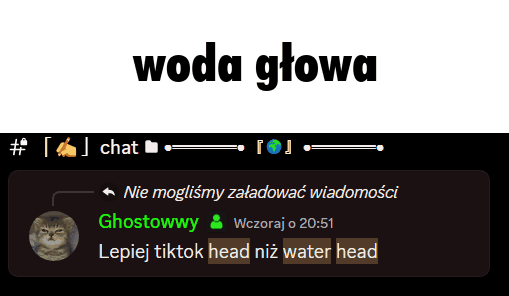 woda głowa
# ⎡✍️⎦ chat 📁•═════• 『🌍』 •═════•
Nie mogliśmy załadować wiadomości
Ghostowwy Wczoraj o 20:51
Lepiej tiktok head niż water head